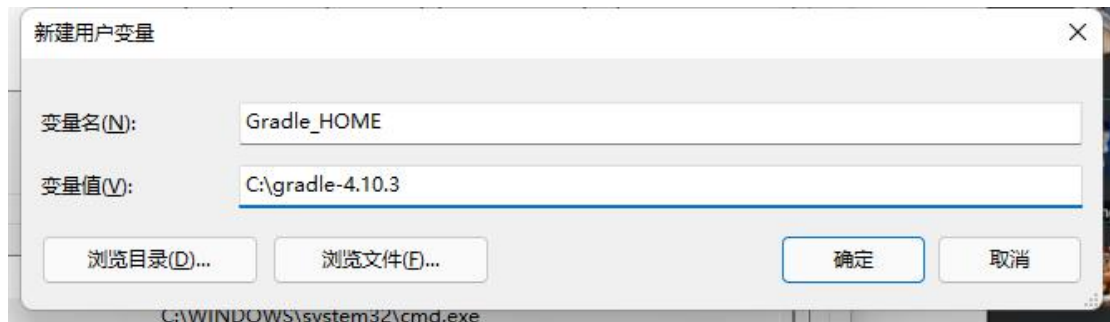 新建用户变量
变量名(N):
Gradle_HOME
变量值(V):
C:\gradle-4.10.3
浏览目录(D)...
浏览文件(F)...
确定
取消
C:\WINDOWS\system32\cmd.exe